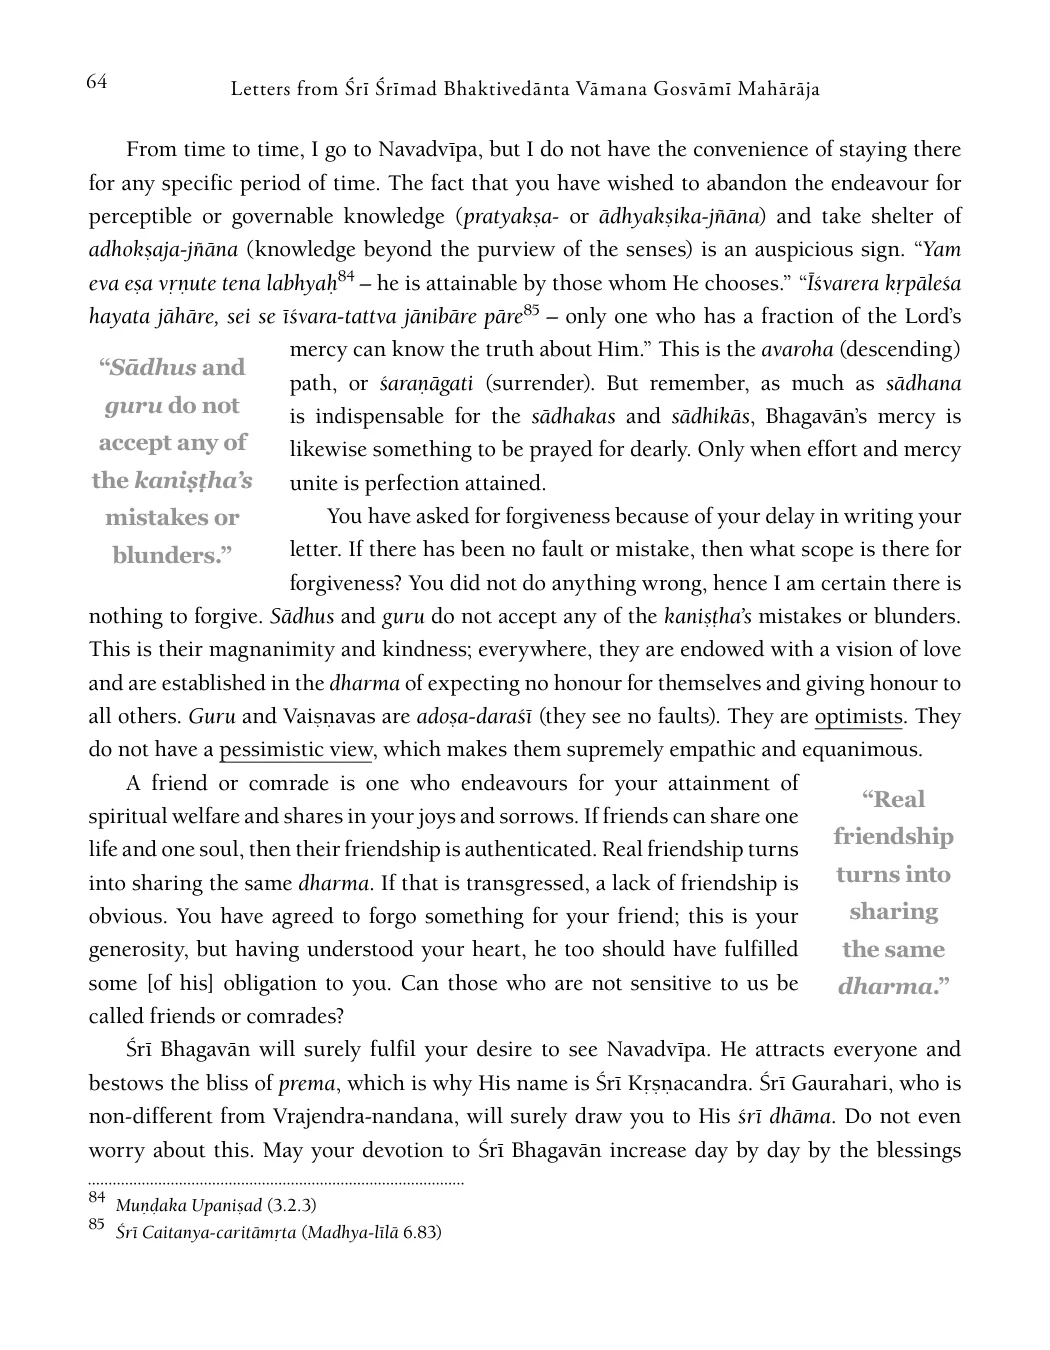 64
Letters from Śrī Śrīmad Bhaktivedānta Vāmana Gosvāmī Mahārāja
From time to time, I go to Navadvīpa, but I do not have the convenience of staying there
for any specific period of time. The fact that you have wished to abandon the endeavour for
perceptible or governable knowledge (pratyakṣa- or ādhyakṣika-jñāna) and take shelter of
adhokṣaja-jñāna (knowledge beyond the purview of the senses) is an auspicious sign. “Yam
eva eṣa vṛṇute tena labhyaḥ84 – he is attainable by those whom He chooses.” “Īśvarera kṛpāleśa
hayata jāhāre, sei se īśvara-tattva jānibāre pāre85 – only one who has a fraction of the Lord’s
mercy can know the truth about Him.” This is the avaroha (descending)
path, or śaraṇāgati (surrender). But remember, as much as sādhana
is indispensable for the sādhakas and sādhikās, Bhagavān’s mercy is
likewise something to be prayed for dearly. Only when effort and mercy
unite is perfection attained.
“Sādhus and
guru do not
accept any of
the kaniṣṭha’s
mistakes or
blunders.”
You have asked for forgiveness because of your delay in writing your
letter. If there has been no fault or mistake, then what scope is there for
forgiveness? You did not do anything wrong, hence I am certain there is
nothing to forgive. Sādhus and guru do not accept any of the kaniṣṭha’s mistakes or blunders.
This is their magnanimity and kindness; everywhere, they are endowed with a vision of love
and are established in the dharma of expecting no honour for themselves and giving honour to
all others. Guru and Vaiṣṇavas are adoṣa-daraśī (they see no faults). They are optimists. They
do not have a pessimistic view, which makes them supremely empathic and equanimous.
A friend or comrade is one who endeavours for your attainment of
spiritual welfare and shares in your joys and sorrows. If friends can share one
life and one soul, then their friendship is authenticated. Real friendship turns
into sharing the same dharma. If that is transgressed, a lack of friendship is
obvious. You have agreed to forgo something for your friend; this is your
generosity, but having understood your heart, he too should have fulfilled
some [of his] obligation to you. Can those who are not sensitive to us be
called friends or comrades?
“Real
friendship
turns into
sharing
the same
dharma.”
Śrī Bhagavān will surely fulfil your desire to see Navadvīpa. He attracts everyone and
bestows the bliss of prema, which is why His name is Śrī Kṛṣṇacandra. Śrī Gaurahari, who is
non-different from Vrajendra-nandana, will surely draw you to His śrī dhāma. Do not even
worry about this. May your devotion to Śrī Bhagavān increase day by day by the blessings
84 Muṇḍaka Upaniṣad (3.2.3)
85 Śrī Caitanya-caritāmṛta (Madhya-līlā 6.83)